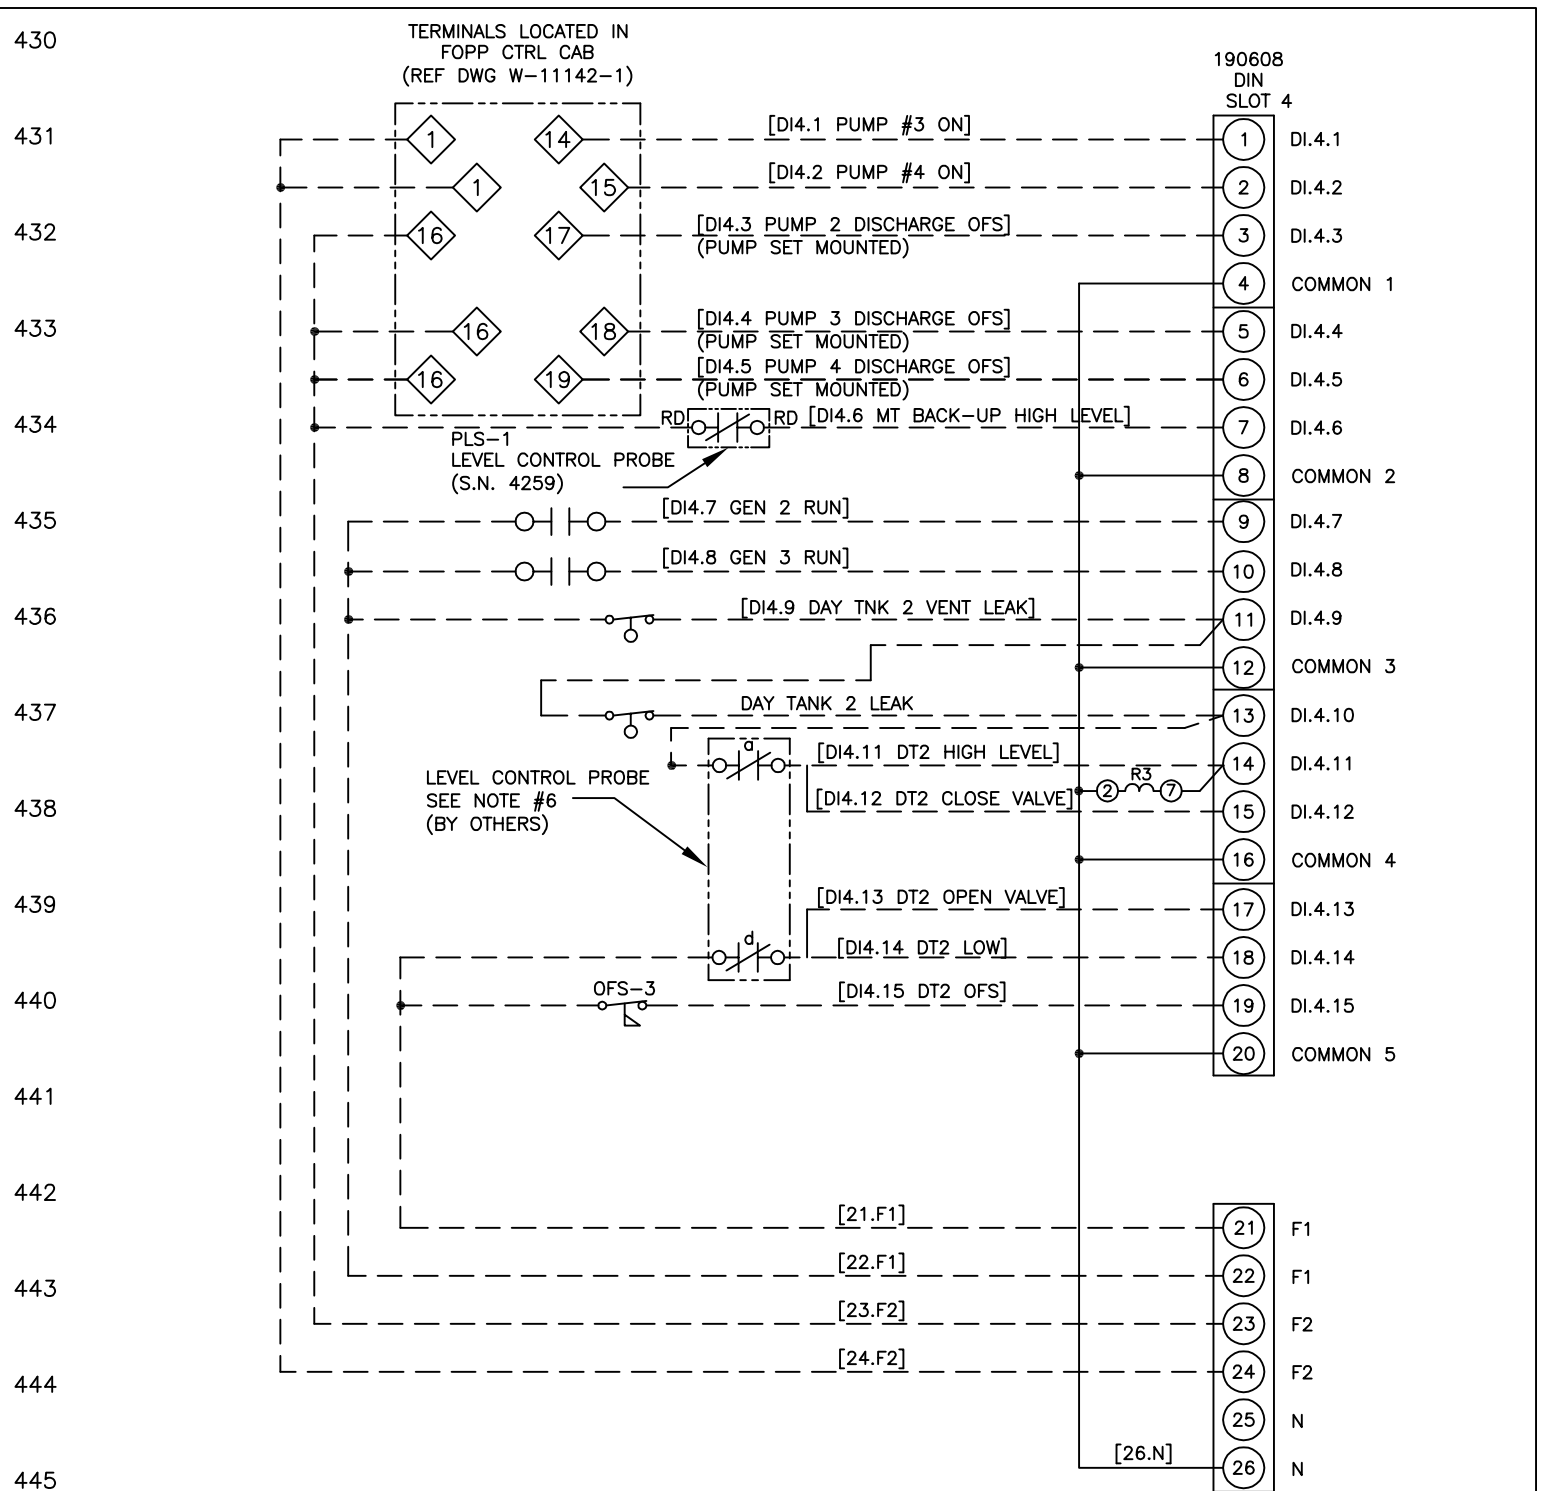 430
TERMINALS LOCATED IN
FOPP CTRL CAB
(REF DWG W-11142-1)
190608
DIN
SLOT 4
431
1
14
[DI4.1 PUMP #3 ON]
1
DI.4.1
1
15
[DI4.2 PUMP #4 ON]
2
DI.4.2
432
16
17
[DI4.3 PUMP 2 DISCHARGE OFS]
(PUMP SET MOUNTED)
3
DI.4.3
4
COMMON 1
433
16
18
[DI4.4 PUMP 3 DISCHARGE OFS]
(PUMP SET MOUNTED)
5
DI.4.4
16
19
[DI4.5 PUMP 4 DISCHARGE OFS]
(PUMP SET MOUNTED)
6
DI.4.5
434
RD
RD
[DI4.6 MT BACK-UP HIGH LEVEL]
7
DI.4.6
PLS-1
LEVEL CONTROL PROBE
(S.N. 4259)
8
COMMON 2
435
[DI4.7 GEN 2 RUN]
9
DI.4.7
[DI4.8 GEN 3 RUN]
10
DI.4.8
436
[DI4.9 DAY TNK 2 VENT LEAK]
11
DI.4.9
12
COMMON 3
437
DAY TANK 2 LEAK
13
DI.4.10
a
[DI4.11 DT2 HIGH LEVEL]
14
DI.4.11
LEVEL CONTROL PROBE
SEE NOTE #6
(BY OTHERS)
R3
2
7
438
[DI4.12 DT2 CLOSE VALVE]
15
DI.4.12
16
COMMON 4
439
[DI4.13 DT2 OPEN VALVE]
17
DI.4.13
d
[DI4.14 DT2 LOW]
18
DI.4.14
440
OFS-3
[DI4.15 DT2 OFS]
19
DI.4.15
20
COMMON 5
441
442
[21.F1]
21
F1
[22.F1]
22
F1
443
[23.F2]
23
F2
[24.F2]
24
F2
444
25
N
[26.N]
26
N
445